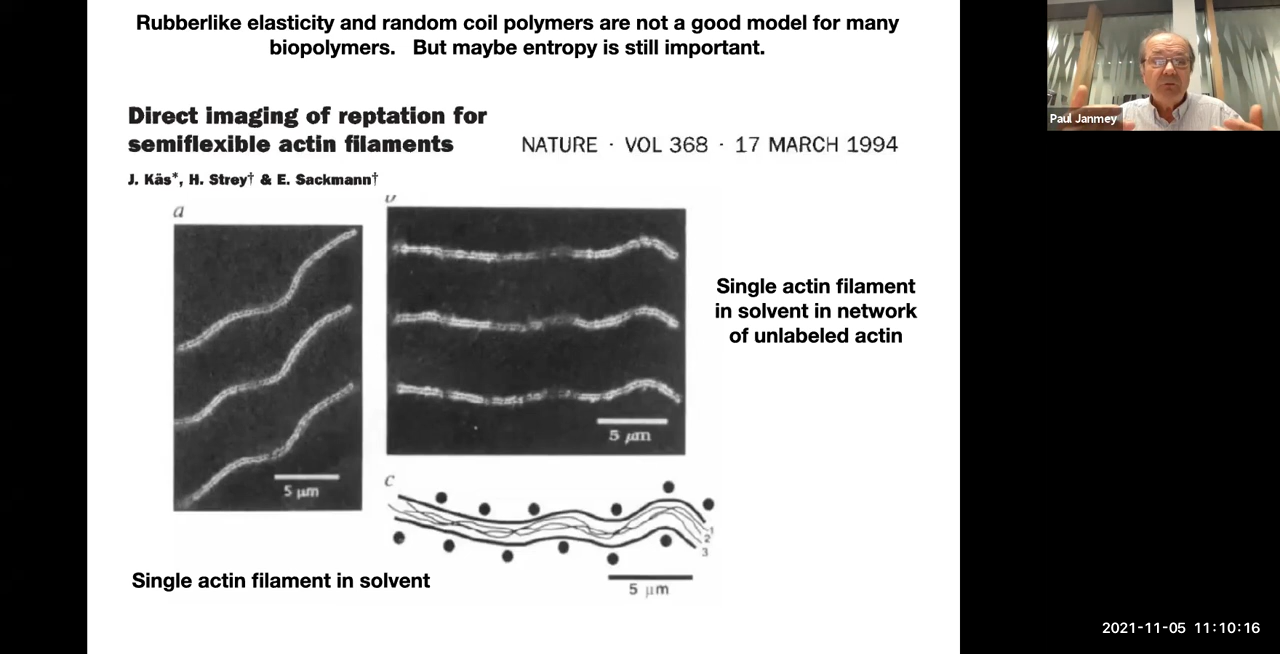 Rubberlike elasticity and random coil polymers are not a good model for many
biopolymers. But maybe entropy is still important.
Paul Janmey
Direct imaging of reptation for
semiflexible actin filaments
NATURE · VOL 368 · 17 MARCH 1994
J. Käs*, H. Strey† & E. Sackmann†
a
Single actin filament
in solvent in network
of unlabeled actin
5 μm
5 μm
c
1
2
3
5 μm
Single actin filament in solvent
2021-11-05 11:10:16